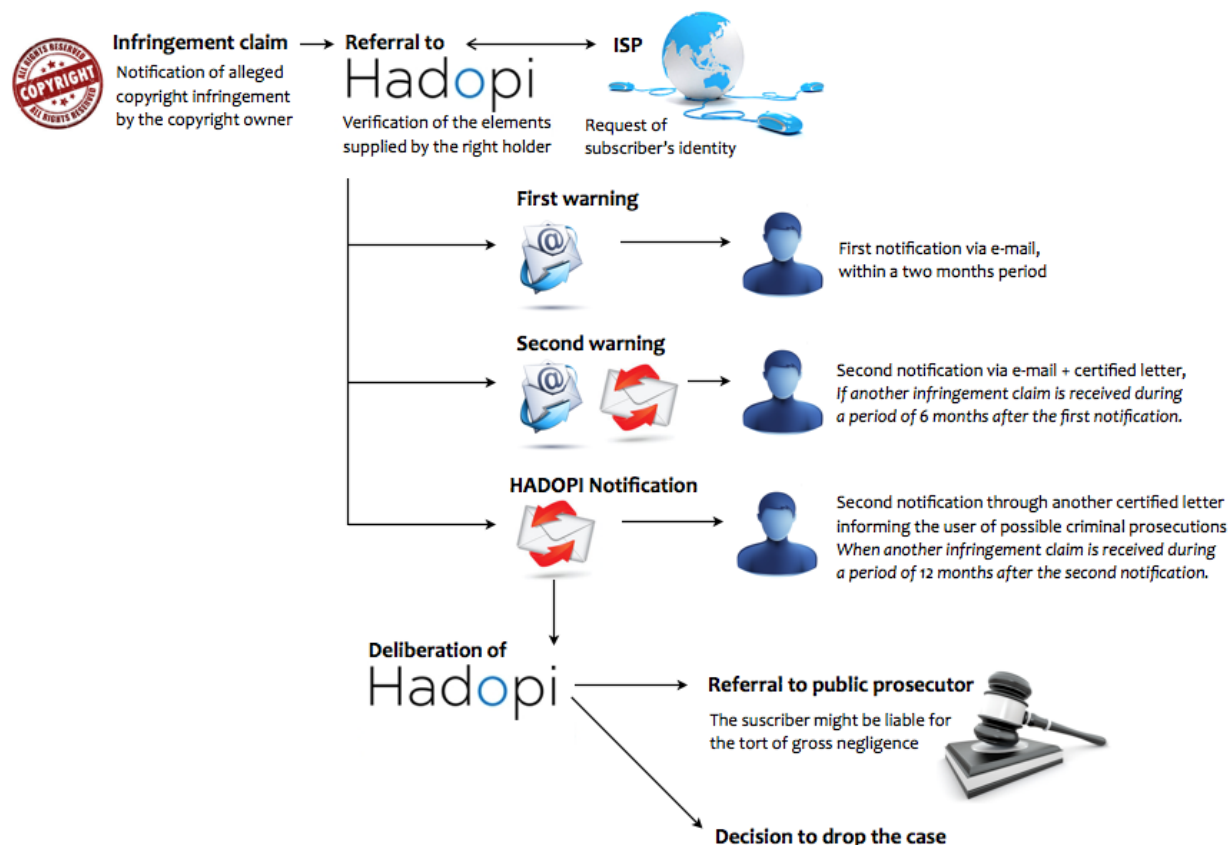 ALL RIGHTS RESERVED
COPYRIGHT
ALL RIGHTS RESERVED
Infringement claim
Notification of alleged
copyright infringement
by the copyright owner
Referral to
Hadopi
Verification of the elements
supplied by the right holder
ISP
Request of
subscriber's identity
First warning
@
First notification via e-mail,
within a two months period
Second warning
@
Second notification via e-mail + certified letter,
If another infringement claim is received during
a period of 6 months after the first notification.
HADOPI Notification
Second notification through another certified letter
informing the user of possible criminal prosecutions
When another infringement claim is received during
a period of 12 months after the second notification.
Deliberation of
Hadopi
Referral to public prosecutor
The suscriber might be liable for
the tort of gross negligence
Decision to drop the case